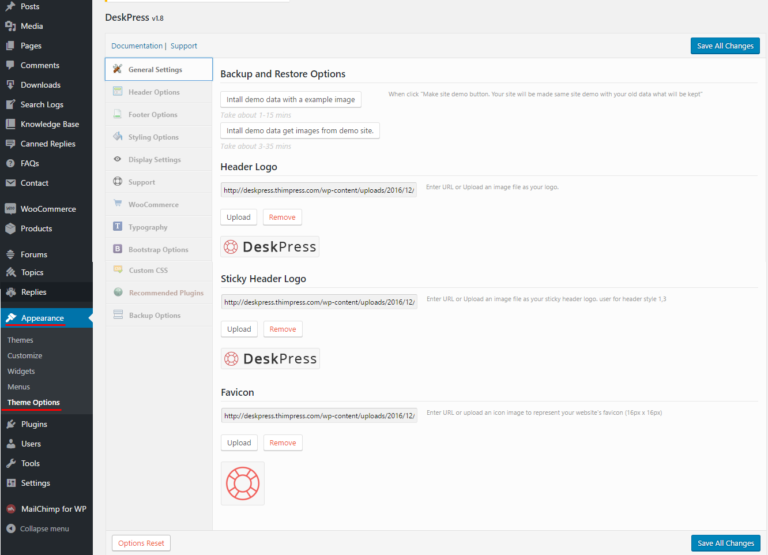 Posts
Media
Pages
Comments
Downloads
Search Logs
Knowledge Base
Canned Replies
FAQs
Contact
WooCommerce
Products
Forums
Topics
Replies
Appearance
Themes
Customize
Widgets
Menus
Theme Options
Plugins
Users
Tools
Settings
MailChimp for WP
Collapse menu
DeskPress v1.8
Documentation | Support
Save All Changes
General Settings
Header Options
Footer Options
Styling Options
Display Settings
Support
WooCommerce
Typography
Bootstrap Options
Custom CSS
Recommended Plugins
Backup Options
Backup and Restore Options
Intall demo data with a example image
When click "Make site demo button. Your site will be made same site demo with your old data what will be kept"
Take about 1-15 mins
Intall demo data get images from demo site.
Take about 3-35 mins
Header Logo
http://deskpress.thimpress.com/wp-content/uploads/2016/12/
Enter URL or Upload an image file as your logo.
Upload
Remove
DeskPress
Sticky Header Logo
http://deskpress.thimpress.com/wp-content/uploads/2016/12/
Enter URL or Upload an image file as your sticky header logo. user for header style 1,3
Upload
Remove
DeskPress
Favicon
http://deskpress.thimpress.com/wp-content/uploads/2016/12/
Enter URL or upload an icon image to represent your website's favicon (16px x 16px)
Upload
Remove
Options Reset
Save All Changes